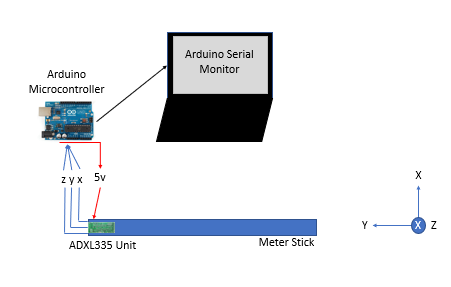 Arduino Serial
Monitor
Arduino
Microcontroller
z y x
5v
ADXL335 Unit
Meter Stick
X
Y
X
Z